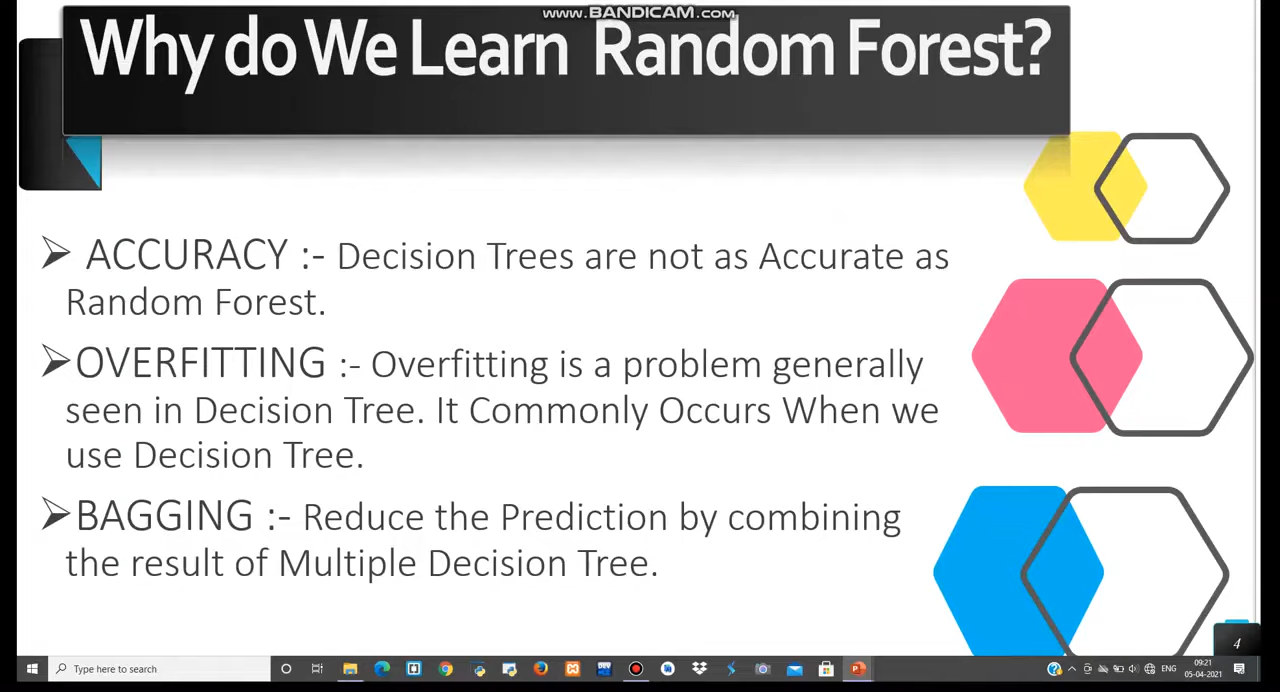 www.BANDICAM.com
Why do We Learn Random Forest?
➢ ACCURACY :- Decision Trees are not as Accurate as
Random Forest.
➢OVERFITTING :- Overfitting is a problem generally
seen in Decision Tree. It Commonly Occurs When we
use Decision Tree.
➢BAGGING :- Reduce the Prediction by combining
the result of Multiple Decision Tree.
4
Type here to search
ENG
09:21
05-04-2021